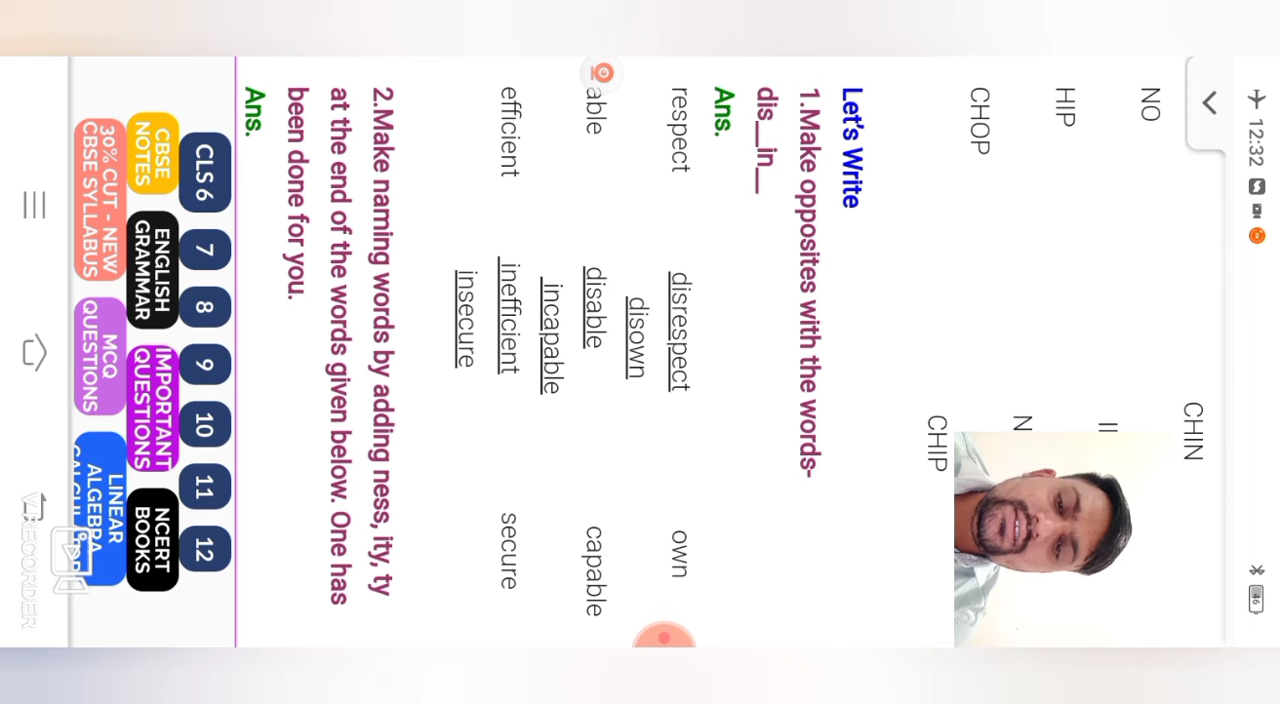 12:32
46
NO
CHIN
HIP
CHOP
CHIP
Let's Write
1.Make opposites with the words-
dis__in__
Ans.
respect disrespect own
disown
able disable capable
incapable
efficient inefficient secure
insecure
2.Make naming words by adding ness, ity, ty
at the end of the words given below. One has
been done for you.
Ans.
CLS 6 7 8 9 10 11 12
CBSE NOTES
ENGLISH GRAMMAR
IMPORTANT QUESTIONS
NCERT BOOKS
30% CUT - NEW CBSE SYLLABUS
MCQ QUESTIONS
LINEAR ALGEBRA
RECORDER